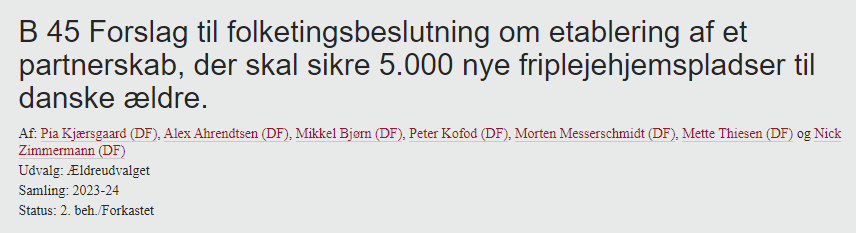 B 45 Forslag til folketingsbeslutning om etablering af et
partnerskab, der skal sikre 5.000 nye friplejehjemspladser til
danske ældre.
Af: Pia Kjærsgaard (DF), Alex Ahrendtsen (DF), Mikkel Bjørn (DF), Peter Kofod (DF), Morten Messerschmidt (DF), Mette Thiesen (DF) og Nick
Zimmermann (DF)
Udvalg: Ældreudvalget
Samling: 2023-24
Status: 2. beh./Forkastet